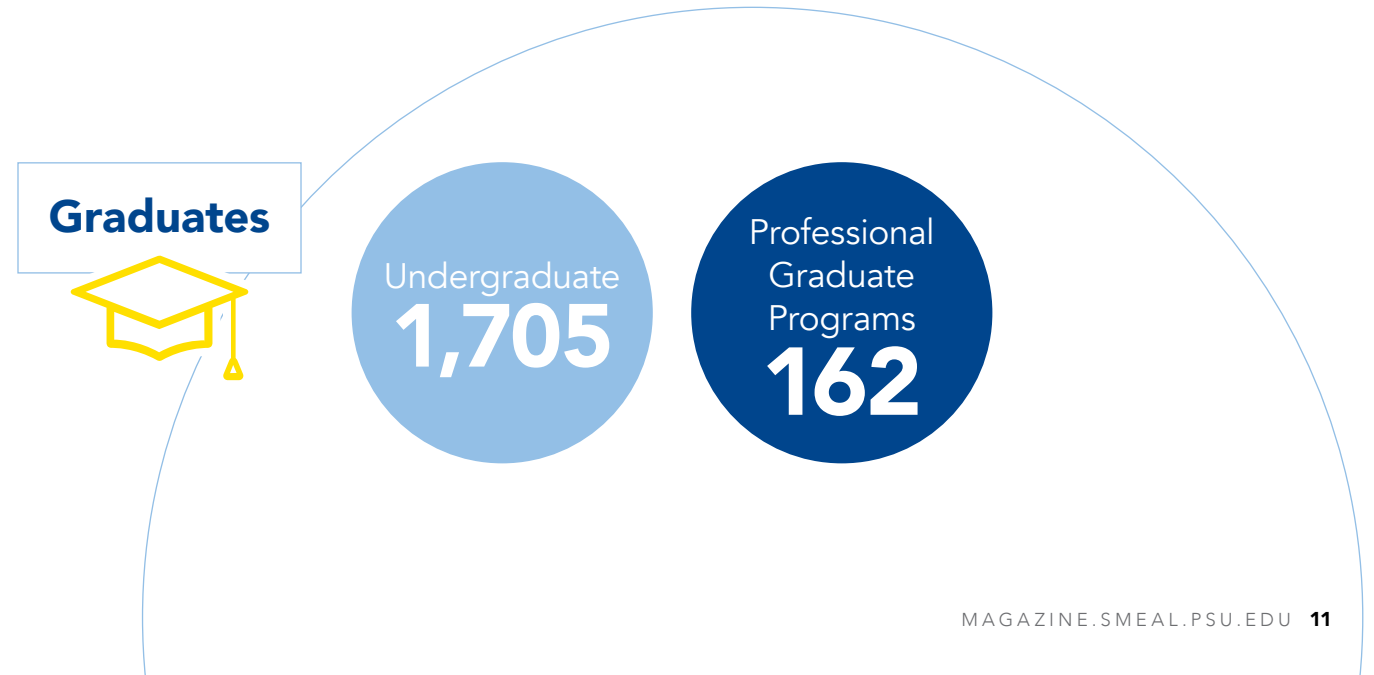 Graduates
Undergraduate
1,705
Professional
Graduate
Programs
162
MAGAZINE.SMEAL.PSU.EDU 11